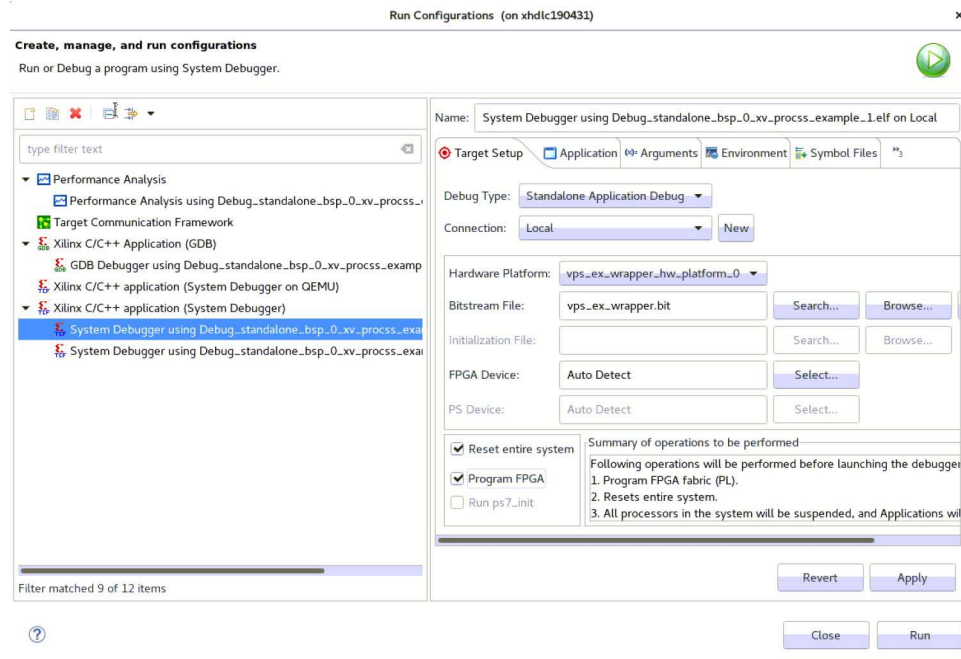 Run Configurations (on xhdlc190431)
Create, manage, and run configurations
Run or Debug a program using System Debugger.
type filter text
Performance Analysis
Performance Analysis using Debug_standalone_bsp_0_xv_procss_
Target Communication Framework
Xilinx C/C++ Application (GDB)
GDB Debugger using Debug_standalone_bsp_0_xv_procss_examp
Xilinx C/C++ application (System Debugger on QEMU)
Xilinx C/C++ application (System Debugger)
System Debugger using Debug_standalone_bsp_0_xv_procss_exa
System Debugger using Debug_standalone_bsp_0_xv_procss_exa
Filter matched 9 of 12 items
Name: System Debugger using Debug_standalone_bsp_0_xv_procss_example_1.elf on Local
Target Setup Application Arguments Environment Symbol Files »3
Debug Type: Standalone Application Debug
Connection: Local New
Hardware Platform: vps_ex_wrapper_hw_platform_0
Bitstream File: vps_ex_wrapper.bit Search... Browse...
Initialization File: Search... Browse...
FPGA Device: Auto Detect Select...
PS Device: Auto Detect Select...
Reset entire system
Program FPGA
Run ps7_init
Summary of operations to be performed
Following operations will be performed before launching the debugger
1. Program FPGA fabric (PL).
2. Resets entire system.
3. All processors in the system will be suspended, and Applications wil
Revert Apply
Close Run